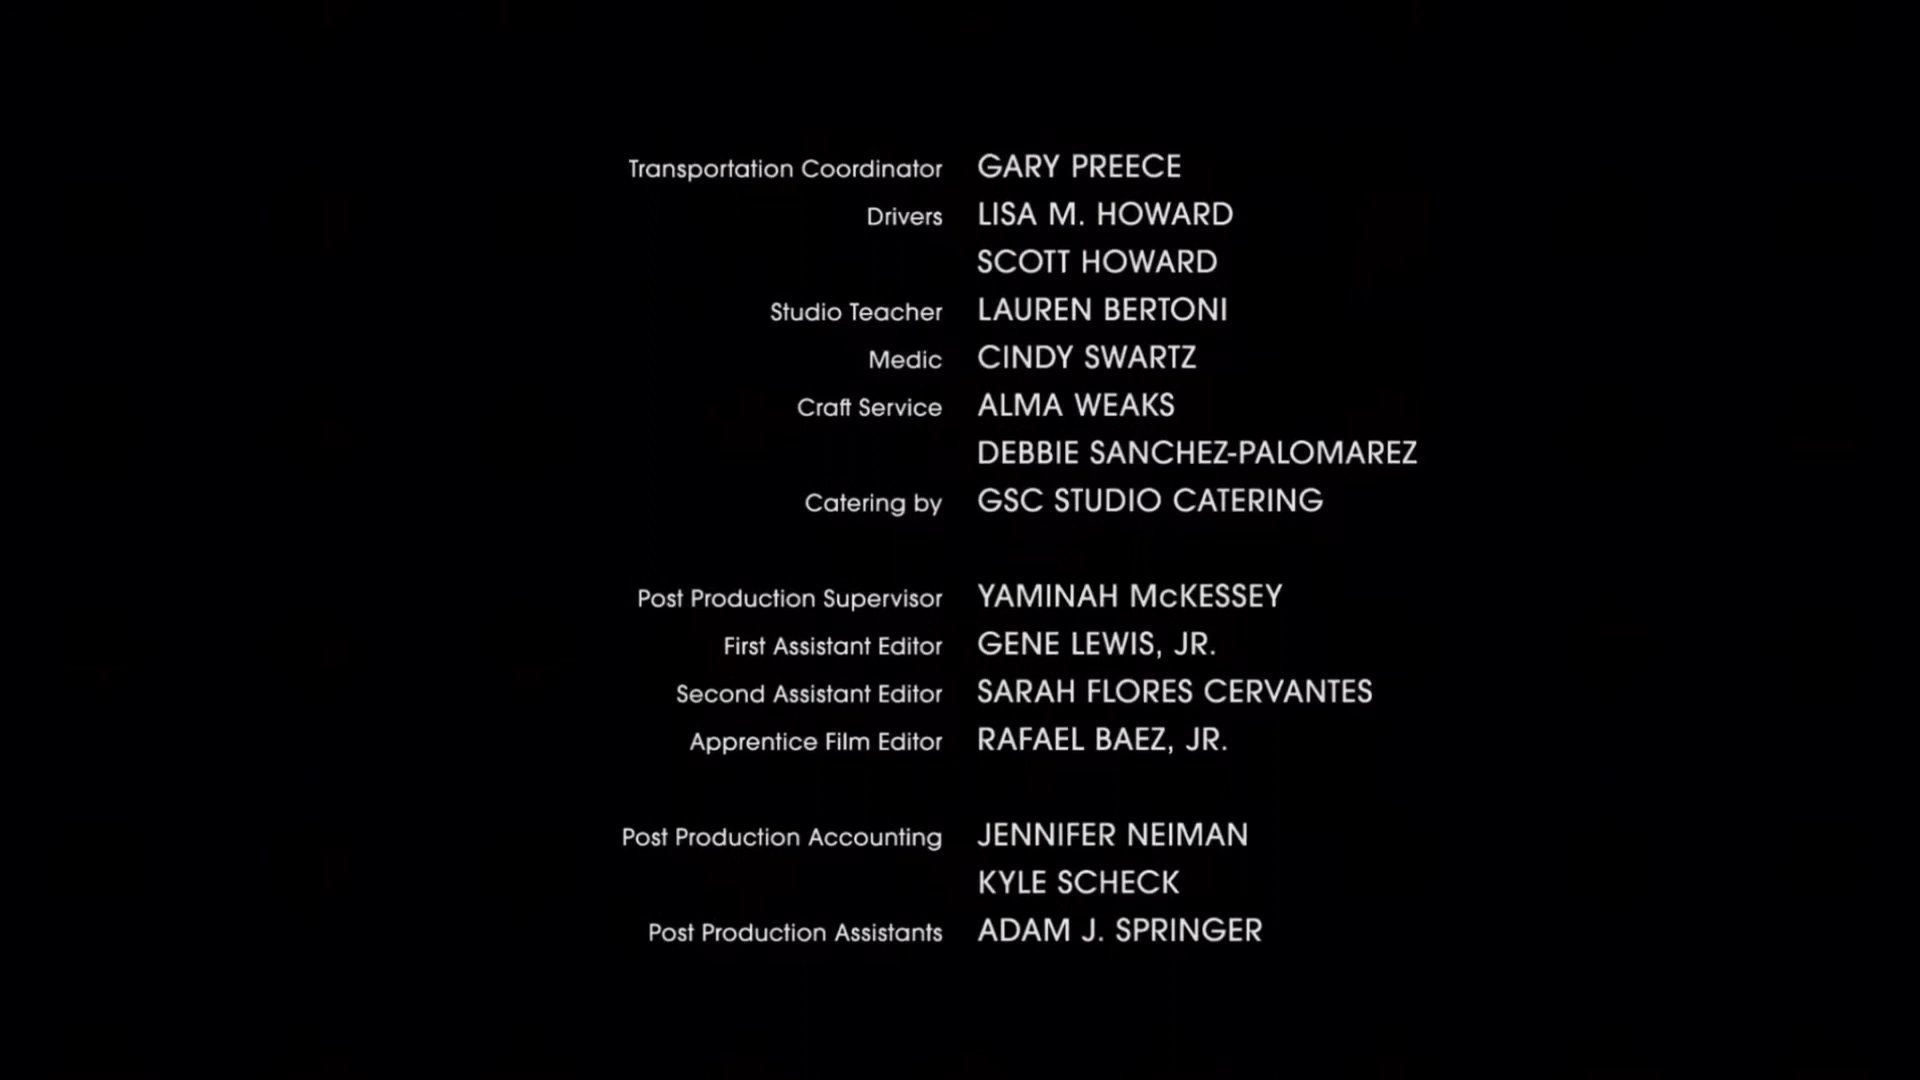 Transportation Coordinator GARY PREECE
Drivers LISA M. HOWARD
SCOTT HOWARD
Studio Teacher LAUREN BERTONI
Medic CINDY SWARTZ
Craft Service ALMA WEAKS
DEBBIE SANCHEZ-PALOMAREZ
Catering by GSC STUDIO CATERING
Post Production Supervisor YAMINAH McKESSEY
First Assistant Editor GENE LEWIS, JR.
Second Assistant Editor SARAH FLORES CERVANTES
Apprentice Film Editor RAFAEL BAEZ, JR.
Post Production Accounting JENNIFER NEIMAN
KYLE SCHECK
Post Production Assistants ADAM J. SPRINGER